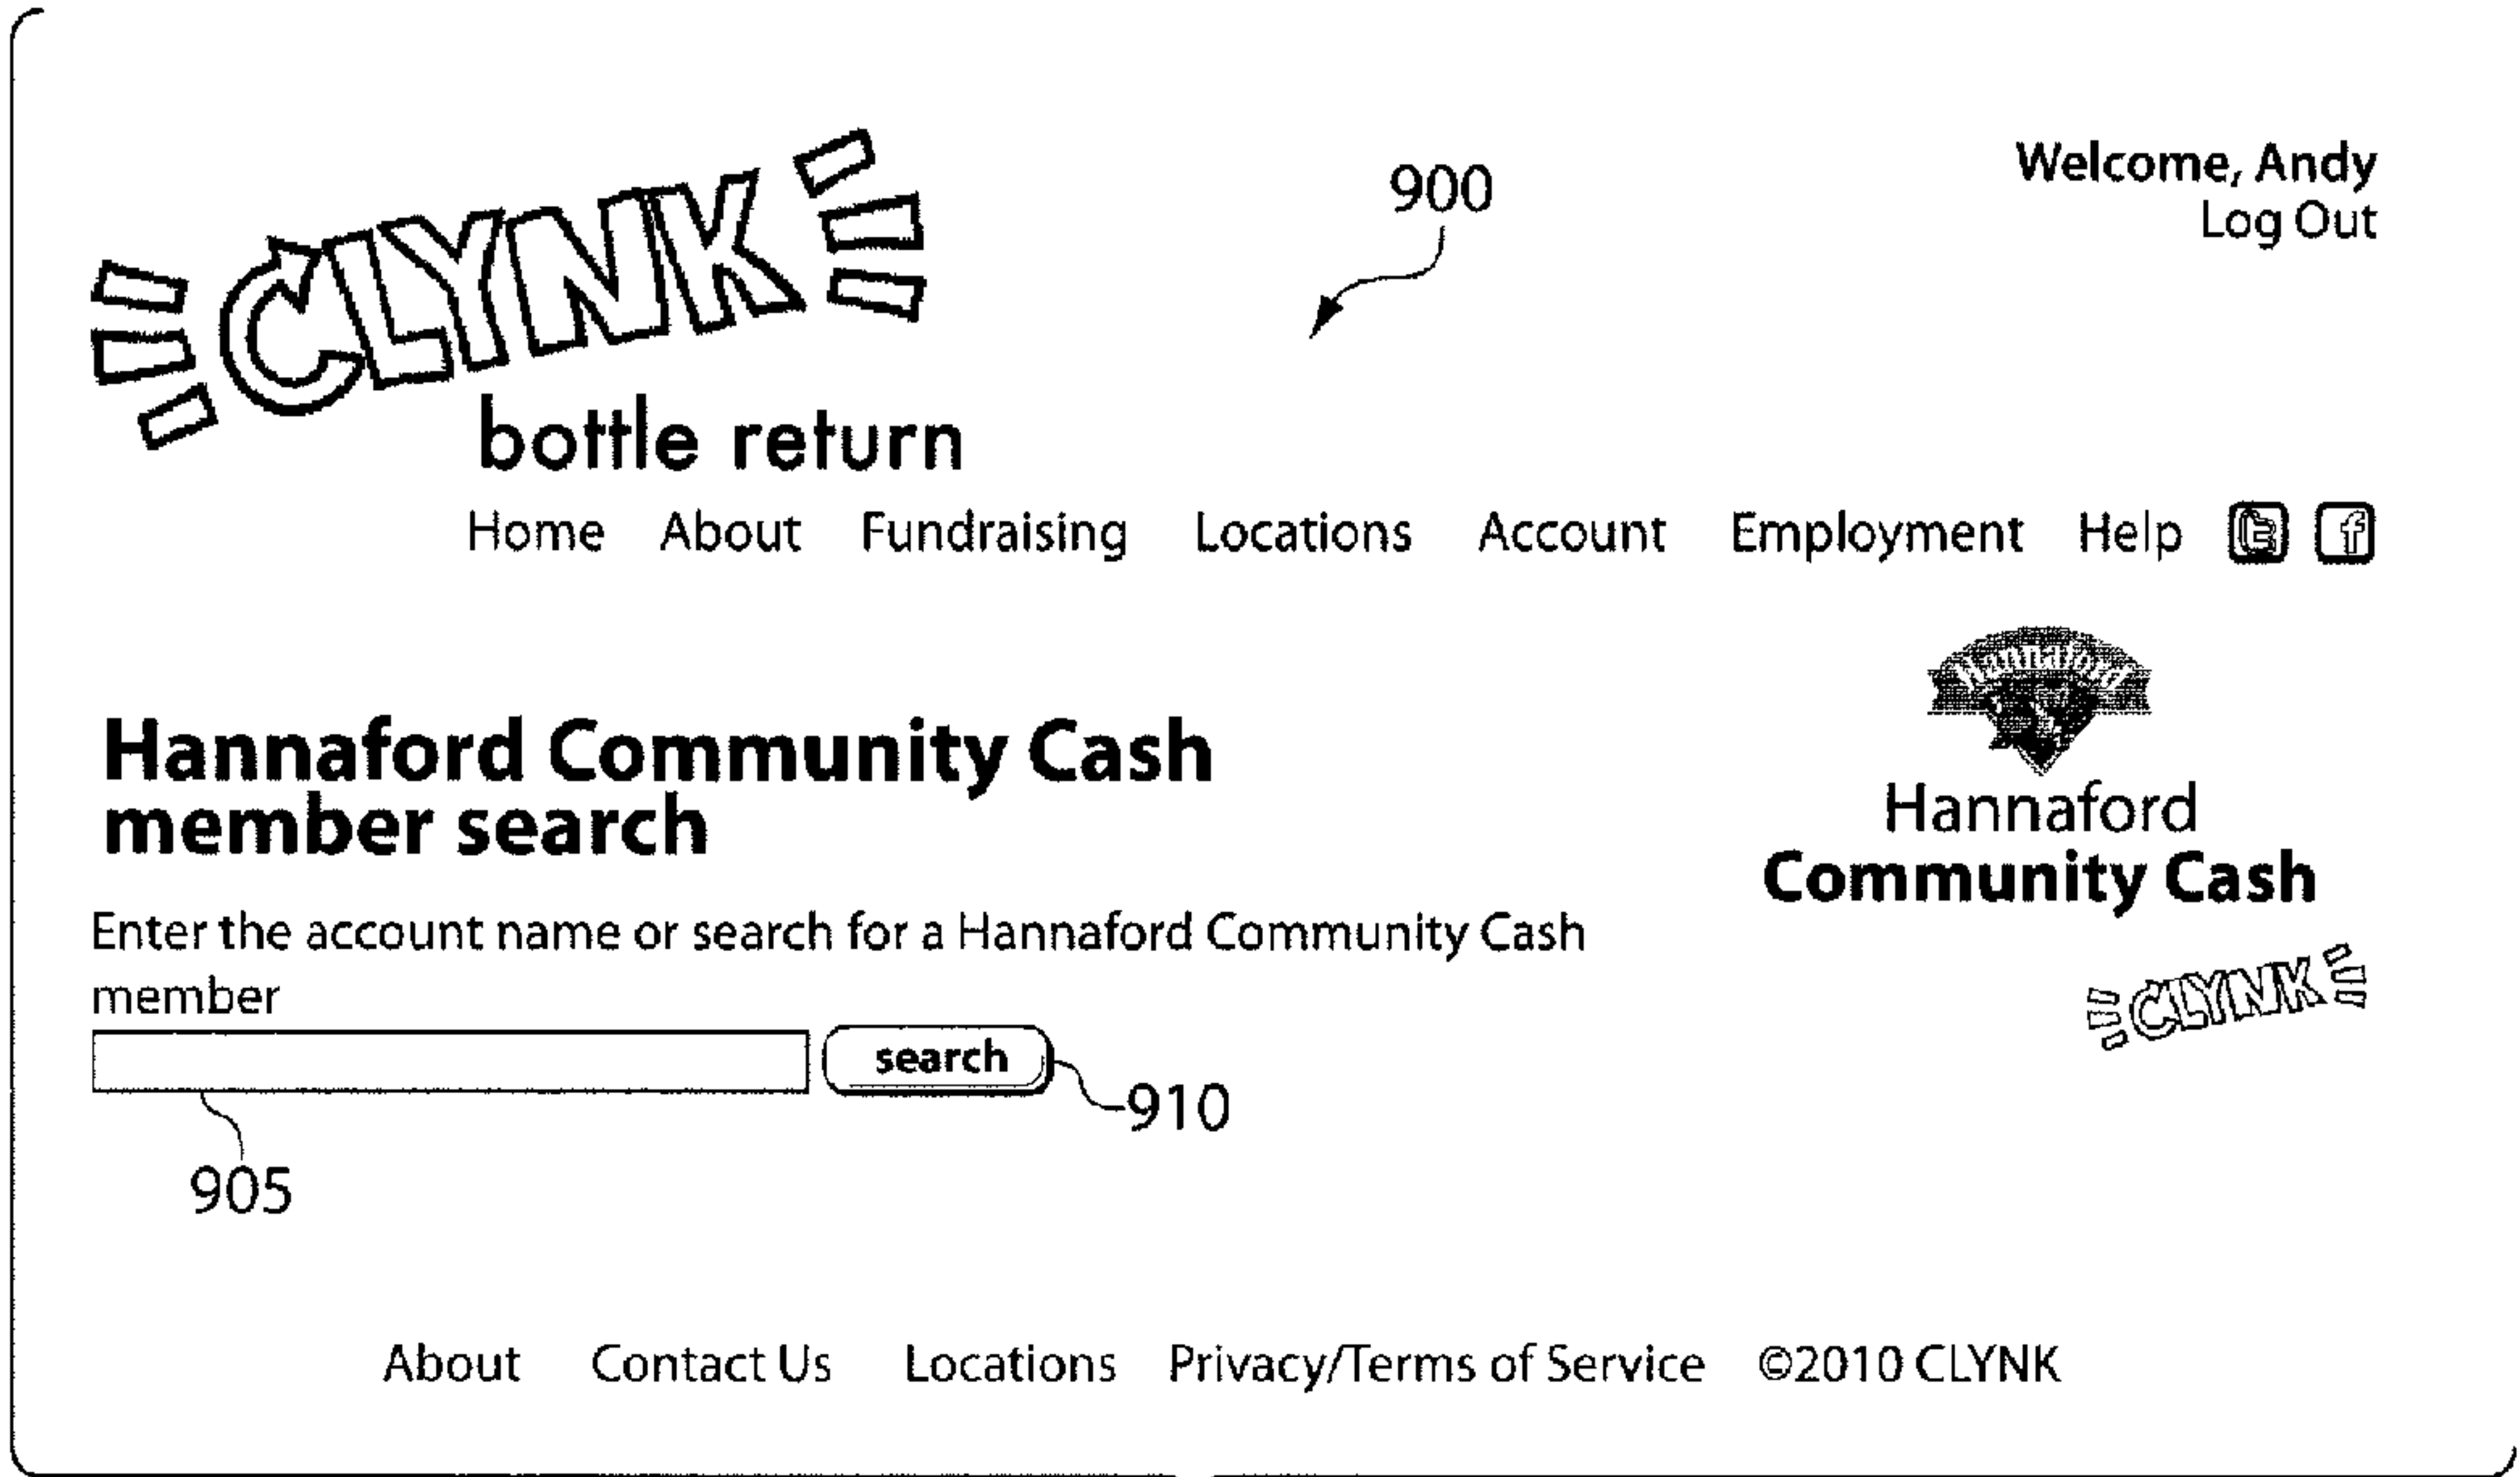 CLYNK
bottle return
900
Welcome, Andy
Log Out
Home About Fundraising Locations Account Employment Help t f
Hannaford
Hannaford Community Cash
member search
Hannaford
Community Cash
Enter the account name or search for a Hannaford Community Cash
member
CLYNK
search
910
905
About Contact Us Locations Privacy/Terms of Service ©2010 CLYNK